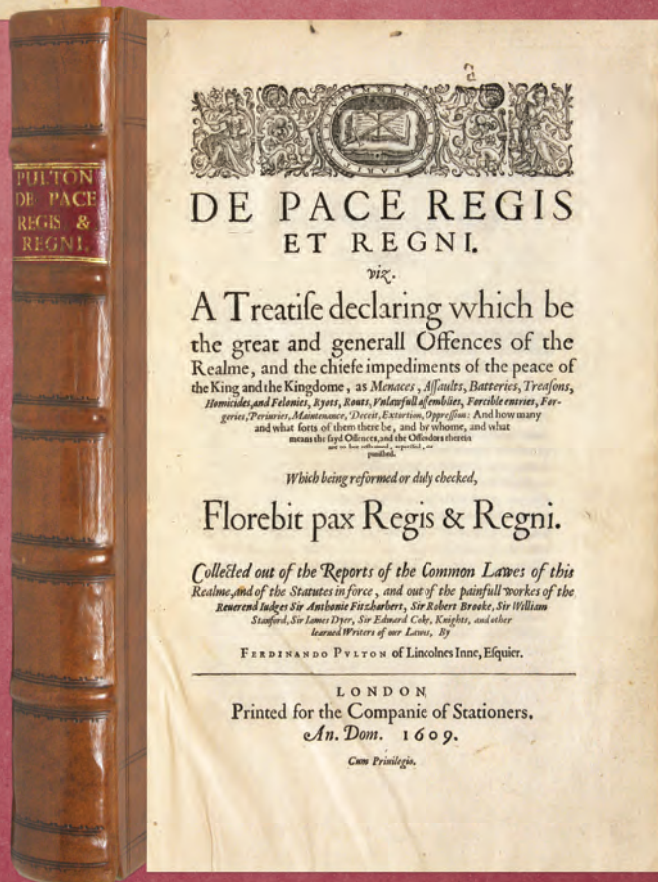 PULTON
DE PACE
REGIS &
REGNI.
DE PACE REGIS
ET REGNI.
viz.
A Treatiſe declaring which be
the great and generall Offences of the
Realme, and the chiefe impediments of the peace of
the King and the Kingdome, as Menaces, Aſſaults, Batteries, Treaſons,
Homicides, and Felonies, Ryots, Routs, Vnlawfull aſſemblies, Forcible entries, For-
geries, Periuries, Maintenance, Deceit, Extortion, Oppreſſion: And how many
and what ſorts of them there be, and by whome, and what
means the ſayd Offences, and the Offendors therein
puniſhed.
Which being reformed or duly checked,
Florebit pax Regis & Regni.
Collected out of the Reports of the Common Lawes of this
Realme, and of the Statutes in force, and out of the painfull workes of the
Reuerend Iudges Sir Anthonie Fitzharbert, Sir Robert Brooke, Sir William
Stanford, Sir Iames Dyer, Sir Edward Coke, Knights, and other
learned Writers of our Lawes, By
FERDINANDO PVLTON of Lincolnes Inne, Eſquier.
LONDON
Printed for the Companie of Stationers.
An. Dom. 1609.
Cum Priuilegio.